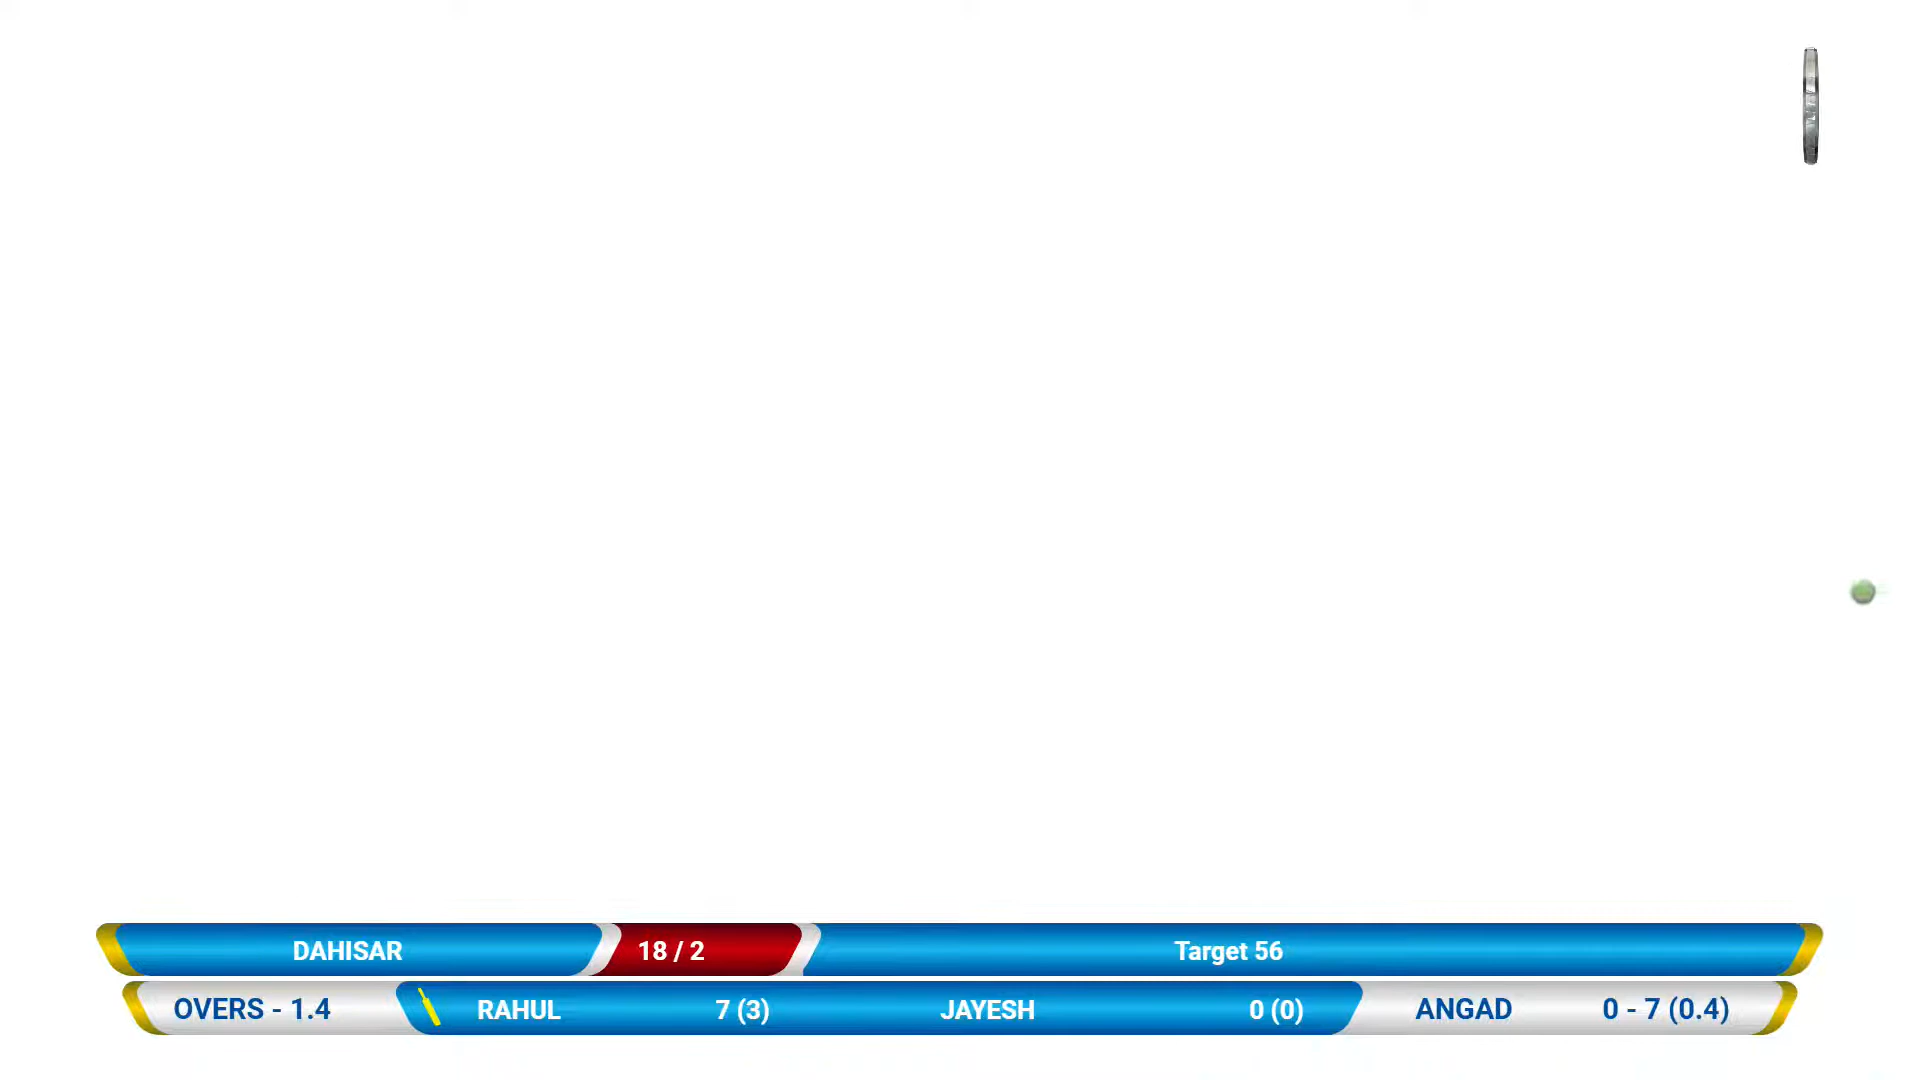 DAHISAR 18 / 2 Target 56
OVERS - 1.4 RAHUL 7 (3) JAYESH 0 (0) ANGAD 0 - 7 (0.4)